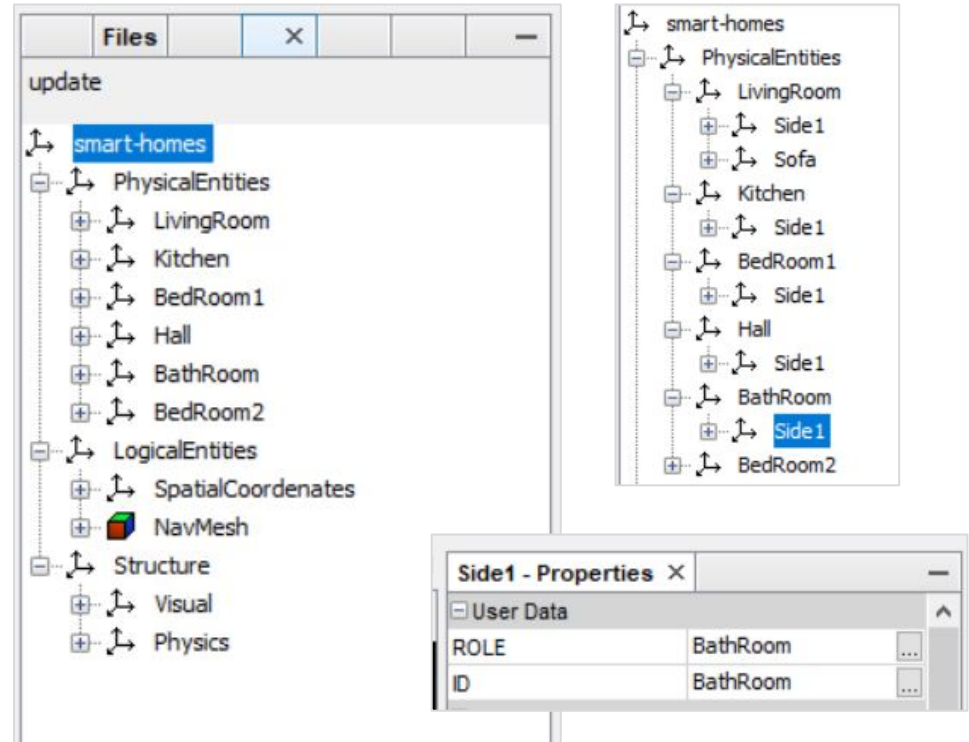 Files
update
smart-homes
PhysicalEntities
LivingRoom
Kitchen
BedRoom1
Hall
BathRoom
BedRoom2
LogicalEntities
SpatialCoordenates
NavMesh
Structure
Visual
Physics
smart-homes
PhysicalEntities
LivingRoom
Side1
Sofa
Kitchen
Side1
BedRoom1
Side1
Hall
Side1
BathRoom
Side1
BedRoom2
Side1 - Properties
User Data
ROLE BathRoom ...
ID BathRoom ...